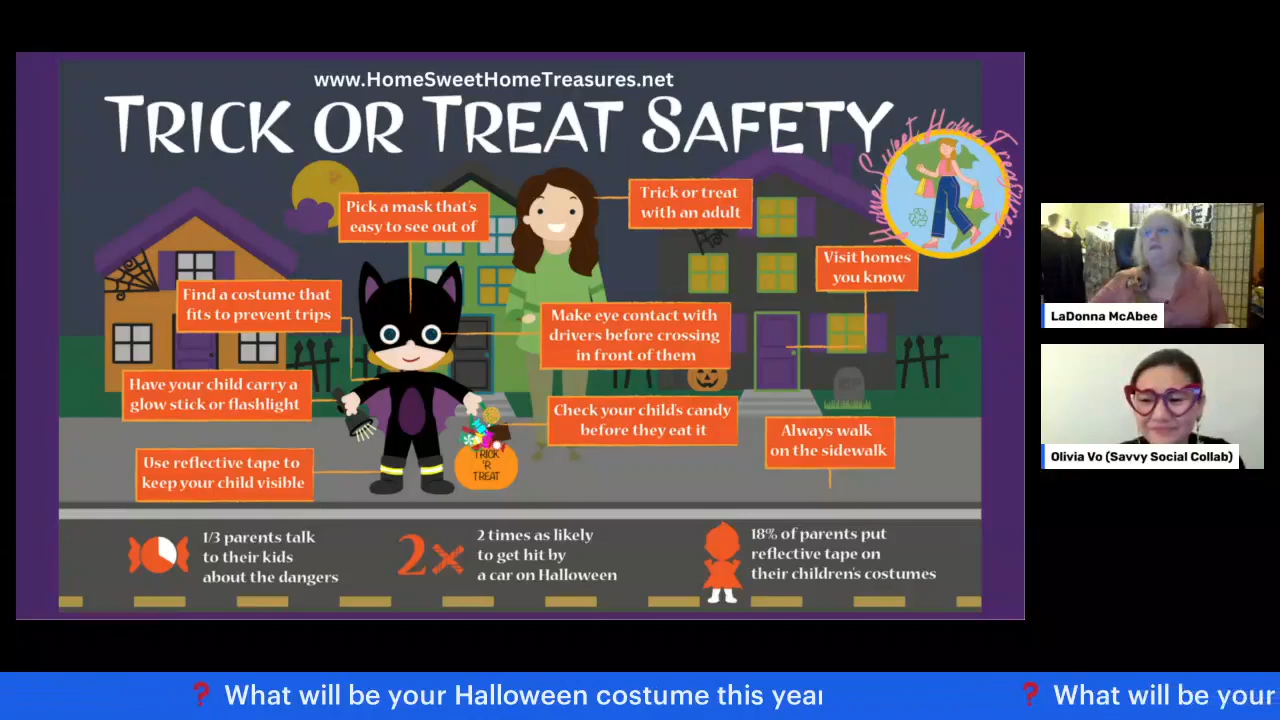 www.HomeSweetHomeTreasures.net
TRICK OR TREAT SAFETY
Home Sweet Home Treasures
Pick a mask that's
easy to see out of
Trick or treat
with an adult
Visit homes
you know
Find a costume that
fits to prevent trips
Make eye contact with
drivers before crossing
in front of them
Have your child carry a
glow stick or flashlight
Check your child's candy
before they eat it
Always walk
on the sidewalk
Use reflective tape to
keep your child visible
TRICK
'R
TREAT
RIP
1/3 parents talk
to their kids
about the dangers
2x
2 times as likely
to get hit by
a car on Halloween
18% of parents put
reflective tape on
their children's costumes
LaDonna McAbee
Olivia Vo (Savvy Social Collab)
❓ What will be your Halloween costume this year
❓ What will be your